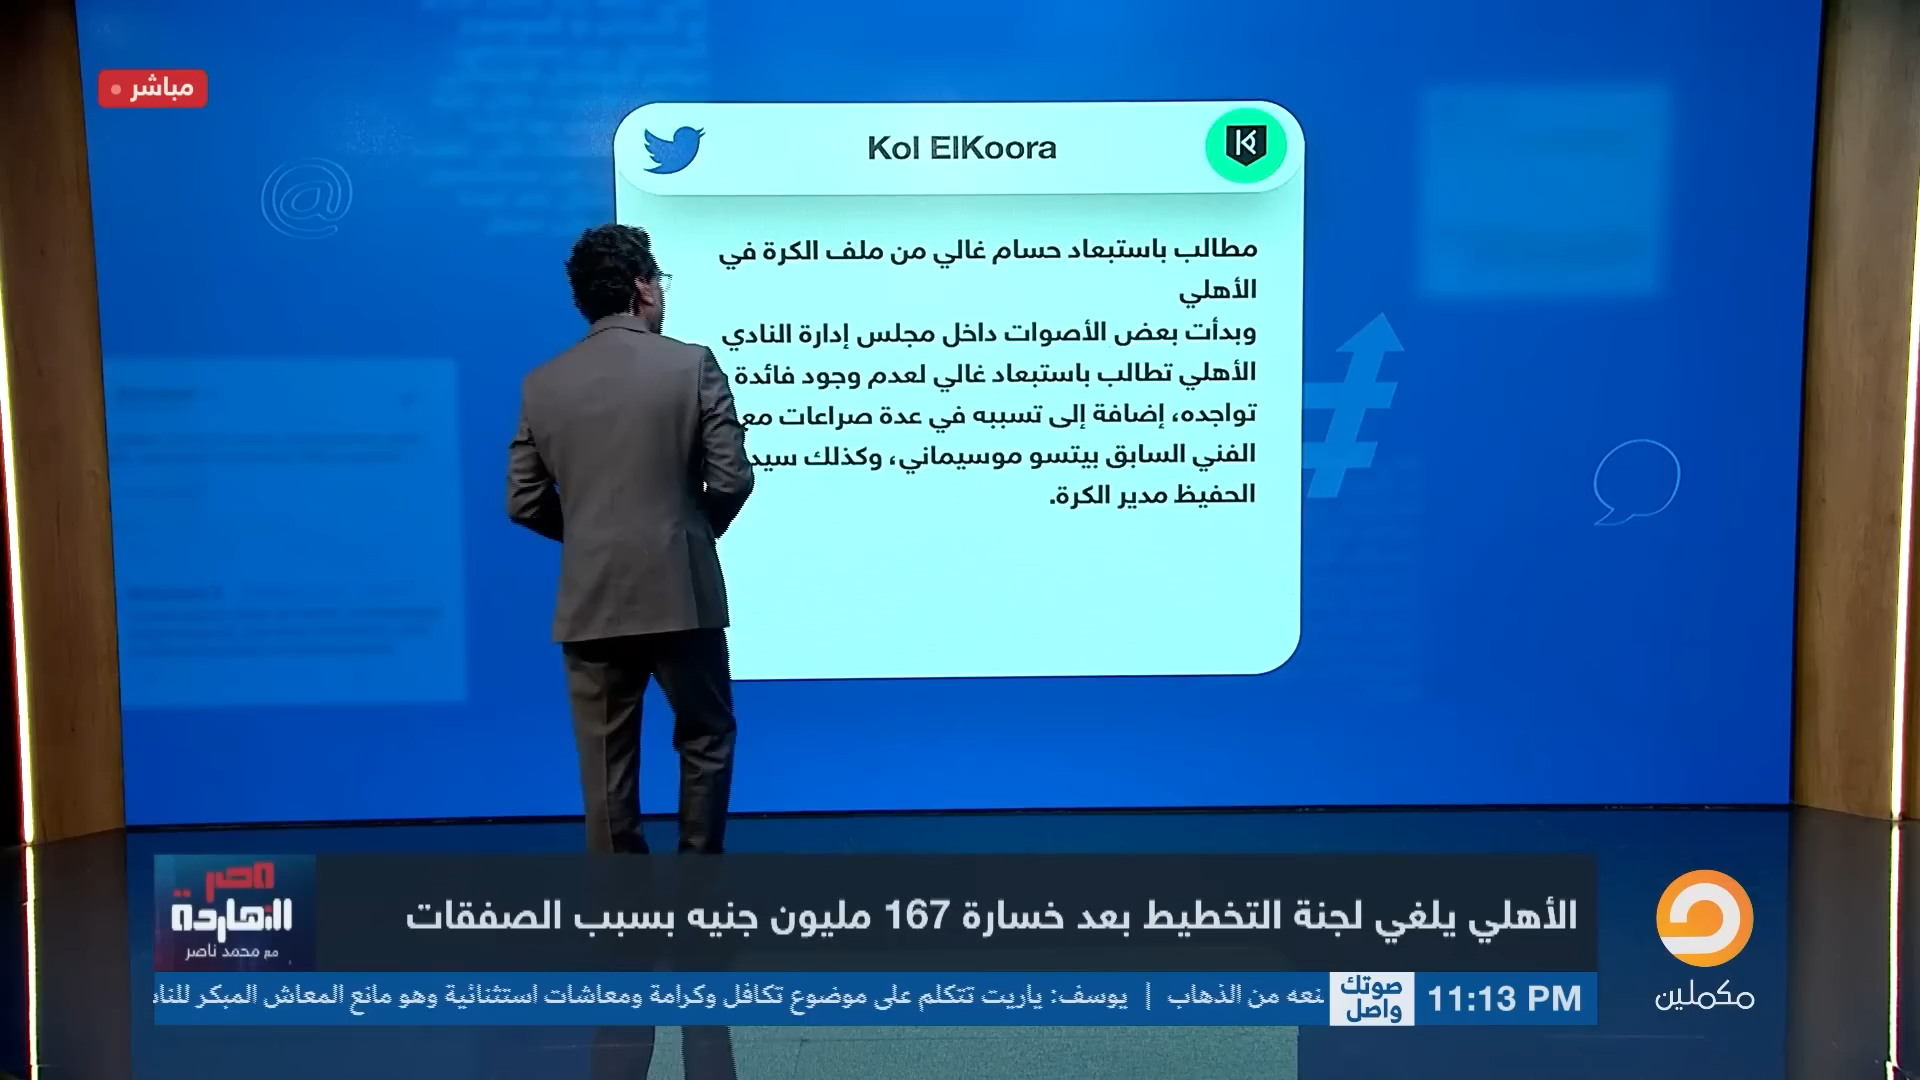 مباشر
Kol ElKoora
مطالب باستبعاد حسام غالي من ملف الكرة في
الأهلي
وبدأت بعض الأصوات داخل مجلس إدارة النادي
الأهلي تطالب باستبعاد غالي لعدم وجود فائدة
تواجده، إضافة إلى تسببه في عدة صراعات مع
الفني السابق بيتسو موسيماني، وكذلك سيد
الحفيظ مدير الكرة.
مصر
النهاردة
مع محمد ناصر
الأهلي يلغي لجنة التخطيط بعد خسارة 167 مليون جنيه بسبب الصفقات
مكملين
11:13 PM
صوتك
واصل
من الذهاب | يوسف: ياريت تتكلم على موضوع تكافل وكرامة ومعاشات استثنائية وهو مانع المعاش المبكر